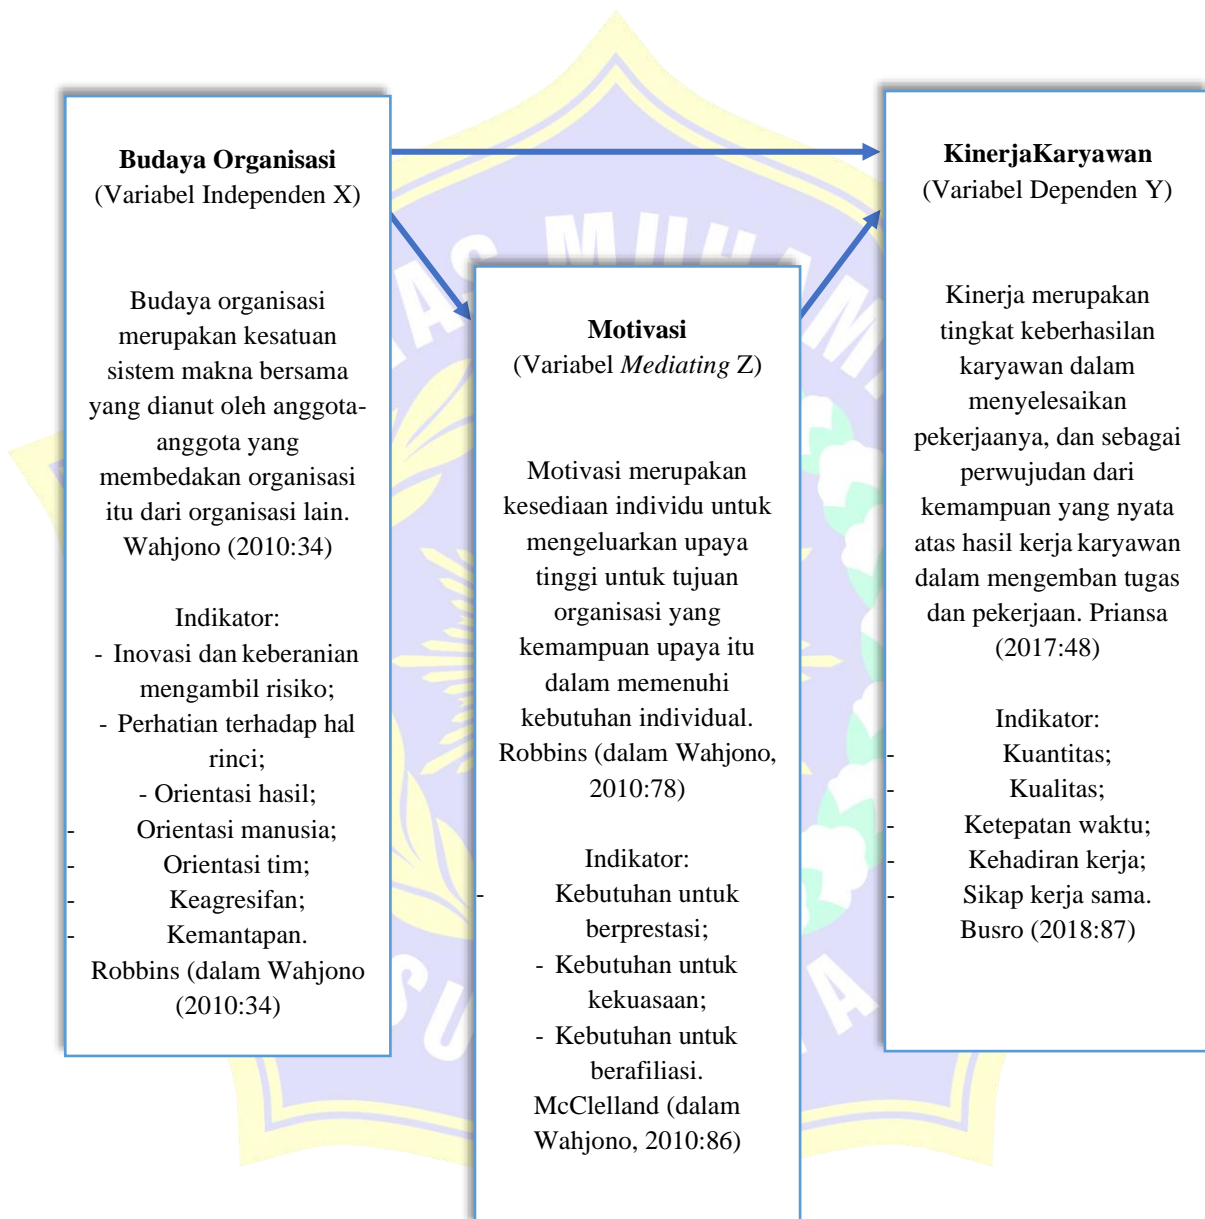 Budaya Organisasi
(Variabel Independen X)
Budaya organisasi
merupakan kesatuan
sistem makna bersama
yang dianut oleh anggota-
anggota yang
membedakan organisasi
itu dari organisasi lain.
Wahjono (2010:34)
Indikator:
- Inovasi dan keberanian
mengambil risiko;
- Perhatian terhadap hal
rinci;
- Orientasi hasil;
- Orientasi manusia;
- Orientasi tim;
- Keagresifan;
- Kemantapan.
Robbins (dalam Wahjono
(2010:34)
Motivasi
(Variabel Mediating Z)
Motivasi merupakan
kesediaan individu untuk
mengeluarkan upaya
tinggi untuk tujuan
organisasi yang
kemampuan upaya itu
dalam memenuhi
kebutuhan individual.
Robbins (dalam Wahjono,
2010:78)
Indikator:
- Kebutuhan untuk
berprestasi;
- Kebutuhan untuk
kekuasaan;
- Kebutuhan untuk
berafiliasi.
McClelland (dalam
Wahjono, 2010:86)
KinerjaKaryawan
(Variabel Dependen Y)
Kinerja merupakan
tingkat keberhasilan
karyawan dalam
menyelesaikan
pekerjaanya, dan sebagai
perwujudan dari
kemampuan yang nyata
atas hasil kerja karyawan
dalam mengemban tugas
dan pekerjaan. Priansa
(2017:48)
Indikator:
- Kuantitas;
- Kualitas;
- Ketepatan waktu;
- Kehadiran kerja;
- Sikap kerja sama.
Busro (2018:87)